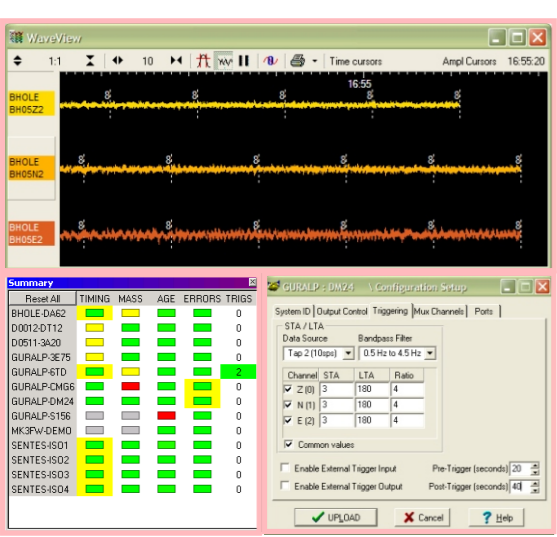 WaveView
1:1 10 Time cursors Ampl Cursors 16:55:20
16:55
BHOLE
BH05Z2
BHOLE
BH05N2
BHOLE
BH05E2
Summary
Reset All TIMING MASS AGE ERRORS TRIGS
BHOLE-DA62 0
D0012-DT12 0
D0511-3A20 0
GURALP-3E75 0
GURALP-6TD 2
GURALP-CMG6 0
GURALP-DM24 0
GURALP-S156 0
MK3FW-DEMO 0
SENTES-ISO1 0
SENTES-ISO2 0
SENTES-ISO3 0
SENTES-ISO4 0
GURALP : DM24 \ Configuration Setup
System ID Output Control Triggering Mux Channels Ports
STA / LTA
Data Source Bandpass Filter
Tap 2 (10sps) 0.5 Hz to 4.5 Hz
Channel STA LTA Ratio
Z (0) 3 180 4
N (1) 3 180 4
E (2) 3 180 4
Common values
Enable External Trigger Input Pre-Trigger (seconds) 20
Enable External Trigger Output Post-Trigger (seconds) 40
UPLOAD Cancel ? Help